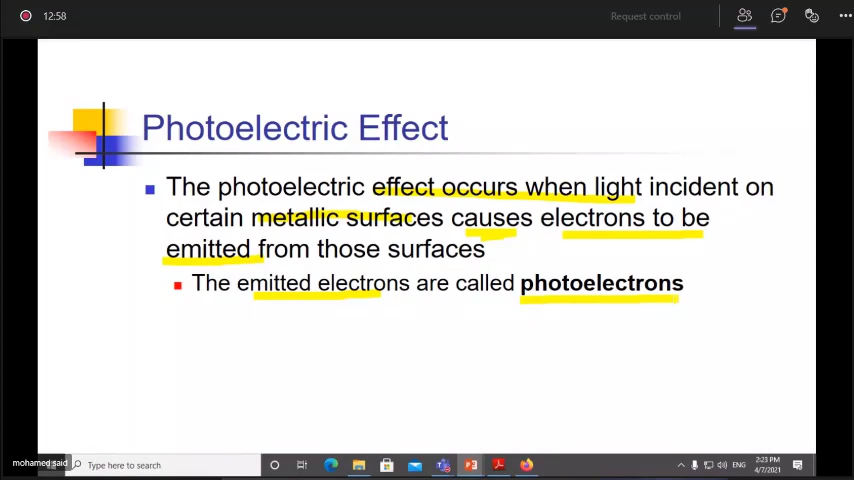 12:58
Request control
Photoelectric Effect
The photoelectric effect occurs when light incident on
certain metallic surfaces causes electrons to be
emitted from those surfaces
The emitted electrons are called photoelectrons
mohamed said
Type here to search
ENG
2:23 PM
4/7/2021